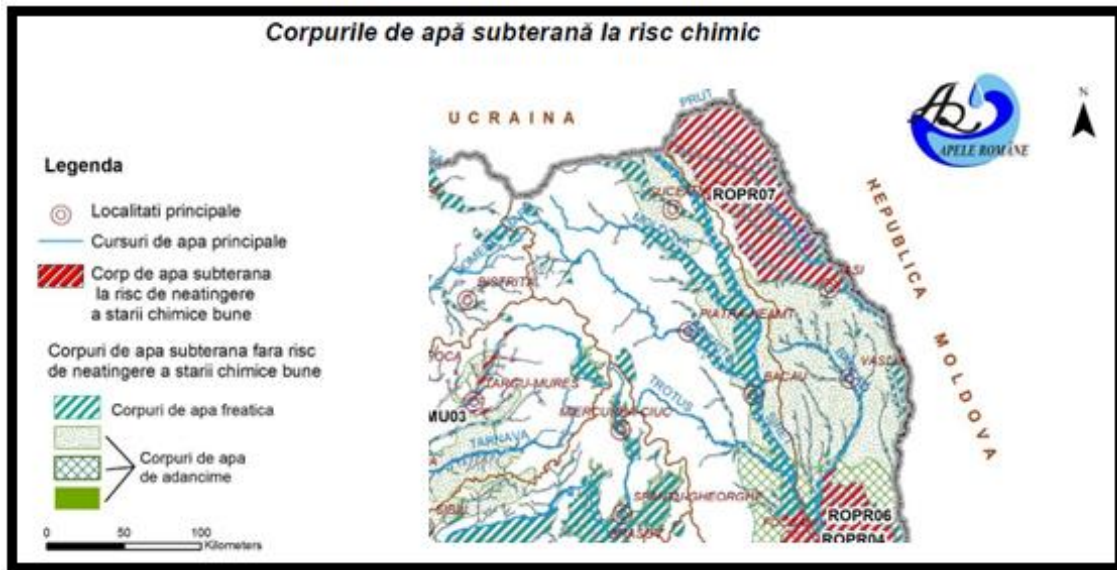 Corpurile de apă subterană la risc chimic
UCRAINA
PRUT
N
APELE ROMÂNE
REPUBLICA MOLDOVA
Legenda
Localitati principale
Cursuri de apa principale
Corp de apa subterana
la risc de neatingere
a starii chimice bune
Corpuri de apa subterana fara risc
de neatingere a starii chimice bune
Corpuri de apa freatica
Corpuri de apa
de adancime
0 50 100
Kilometers
ROPR07
MOLDOVA
BISTRITA
IASI
PIATRA-NEAMT
TARGU-MURES
BACAU
VASLUI
MU03
MIERCUREA-CIUC
TROTUS
TARNAVA
SFANTU-GHEORGHE
ROPR06
ROPR04